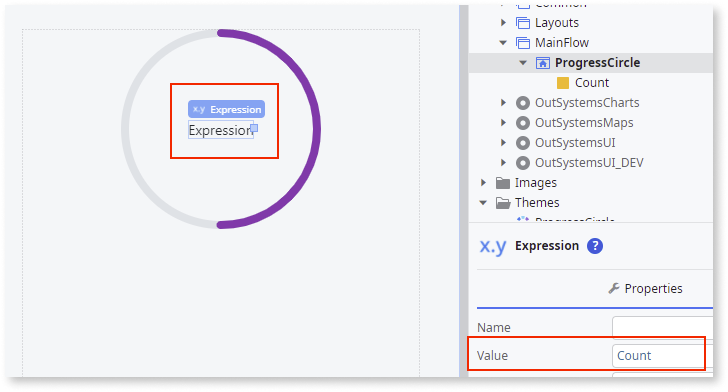 x.y Expression
Expression
Common
Layouts
MainFlow
ProgressCircle
Count
OutSystemsCharts
OutSystemsMaps
OutSystemsUI
OutSystemsUI_DEV
Images
Themes
ProgressCircle
x.y Expression ?
Properties
Name
Value Count